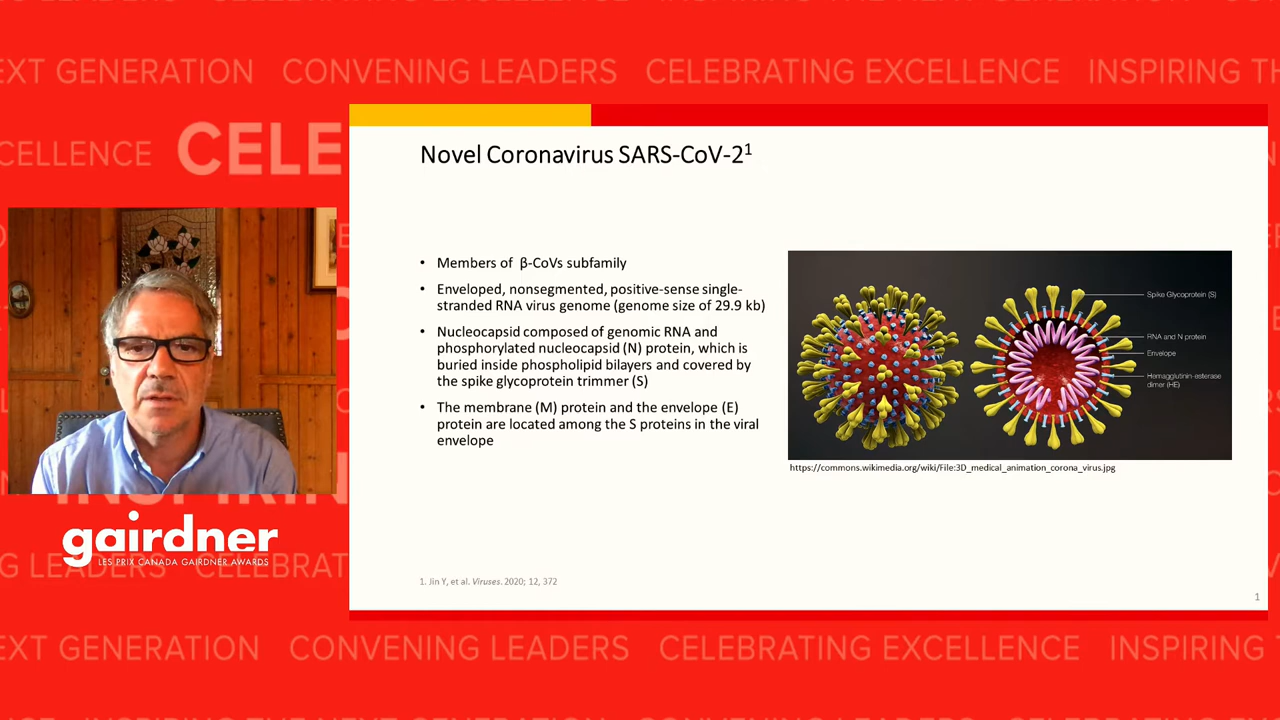 EXT GENERATION CONVENING LEADERS CELEBRATING EXCELLENCE INSPIRING TH
CELLENCE CELE
Novel Coronavirus SARS-CoV-2¹
• Members of β-CoVs subfamily
• Enveloped, nonsegmented, positive-sense single-
stranded RNA virus genome (genome size of 29.9 kb)
• Nucleocapsid composed of genomic RNA and
phosphorylated nucleocapsid (N) protein, which is
buried inside phospholipid bilayers and covered by
the spike glycoprotein trimmer (S)
• The membrane (M) protein and the envelope (E)
protein are located among the S proteins in the viral
envelope
Spike Glycoprotein (S)
RNA and N protein
Envelope
Hemagglutinin-esterase
dimer (HE)
https://commons.wikimedia.org/wiki/File:3D_medical_animation_corona_virus.jpg
1. Jin Y, et al. Viruses. 2020; 12, 372
1
gairdner
LES PRIX CANADA GAIRDNER AWARDS
NG LEADERS CELEBRAT
EXT GENERATION CONVENING LEADERS CELEBRATING EXCELLENCE INSPIRING